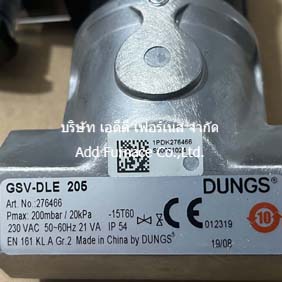 1PDK276466
บริษัท เอดีดี เฟอร์เนส จำกัด
Add Furnace Co.,Ltd.
GSV-DLE 205
DUNGS®
Art. No.:276466
Pmax: 200mbar / 20kPa -15T60
230 VAC 50~60Hz 21 VA IP 54
EN 161 KL A Gr.2 Made in China by DUNGS®
CE
012319
10
19/08